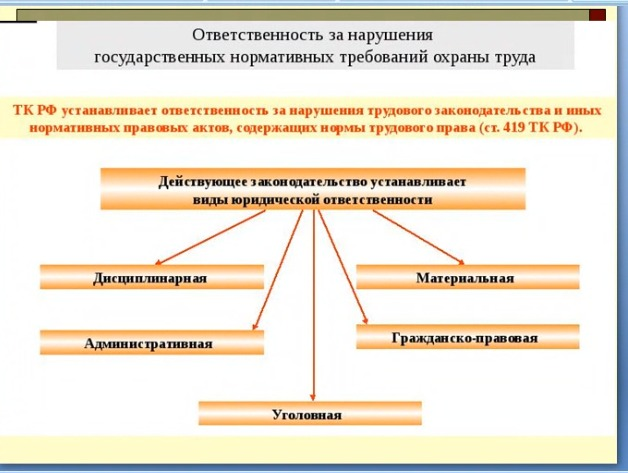 Ответственность за нарушения
государственных нормативных требований охраны труда
ТК РФ устанавливает ответственность за нарушения трудового законодательства и иных
нормативных правовых актов, содержащих нормы трудового права (ст. 419 ТК РФ).
Действующее законодательство устанавливает
виды юридической ответственности
Дисциплинарная
Материальная
Административная
Гражданско-правовая
Уголовная